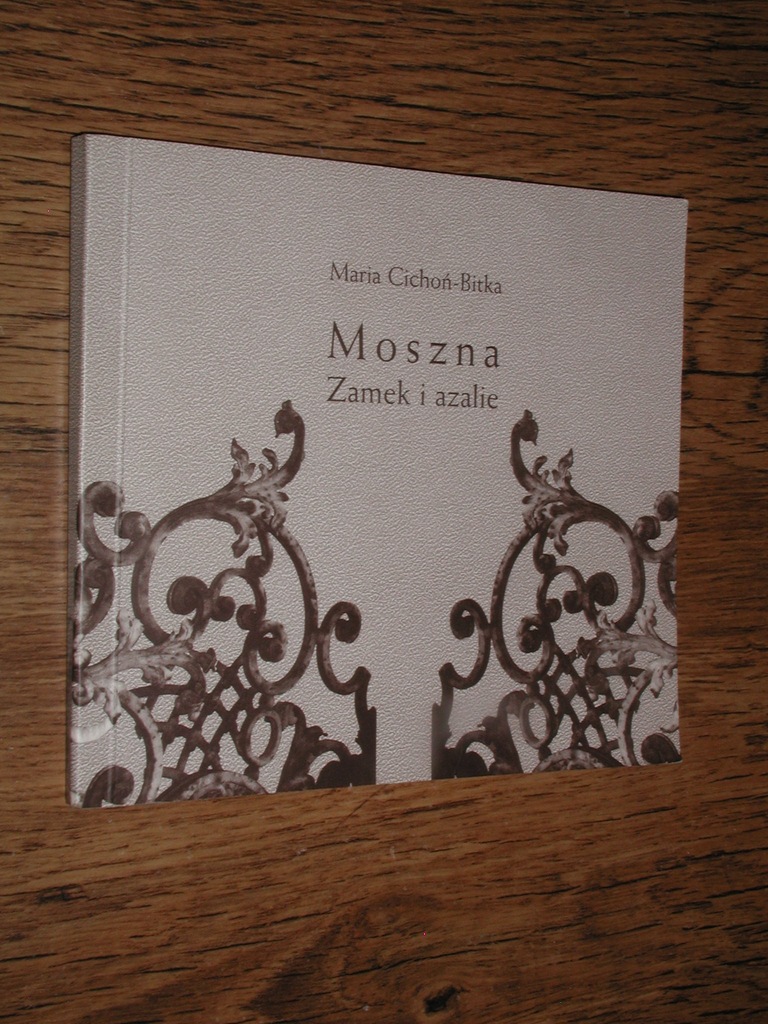 Maria Cichoń-Bitka
Moszna
Zamek i azalie